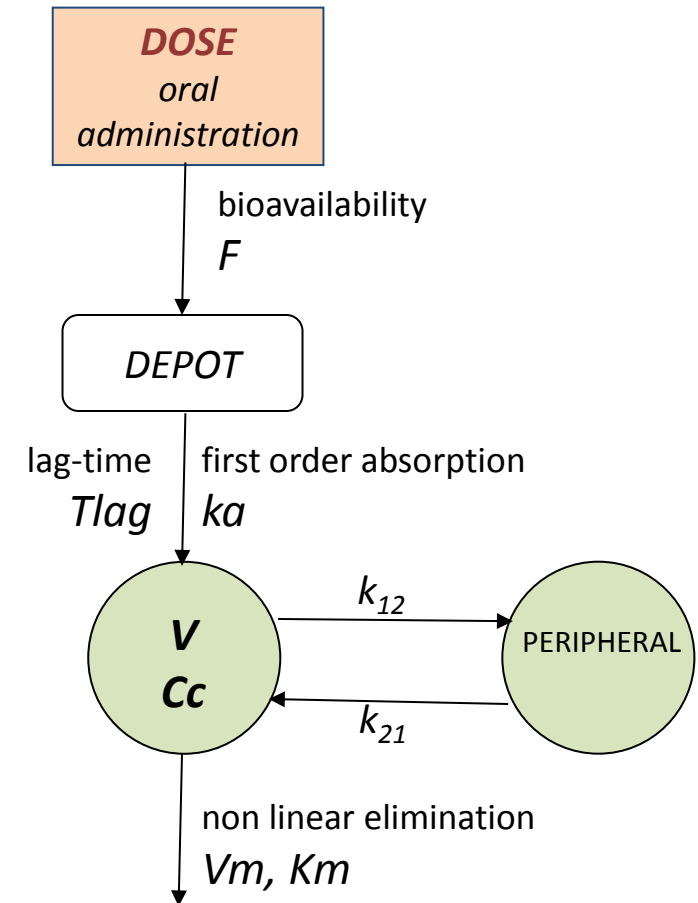 DOSE
oral
administration
bioavailability
F
DEPOT
lag-time
Tlag
first order absorption
ka
V
Cc
k12
PERIPHERAL
k21
non linear elimination
Vm, Km